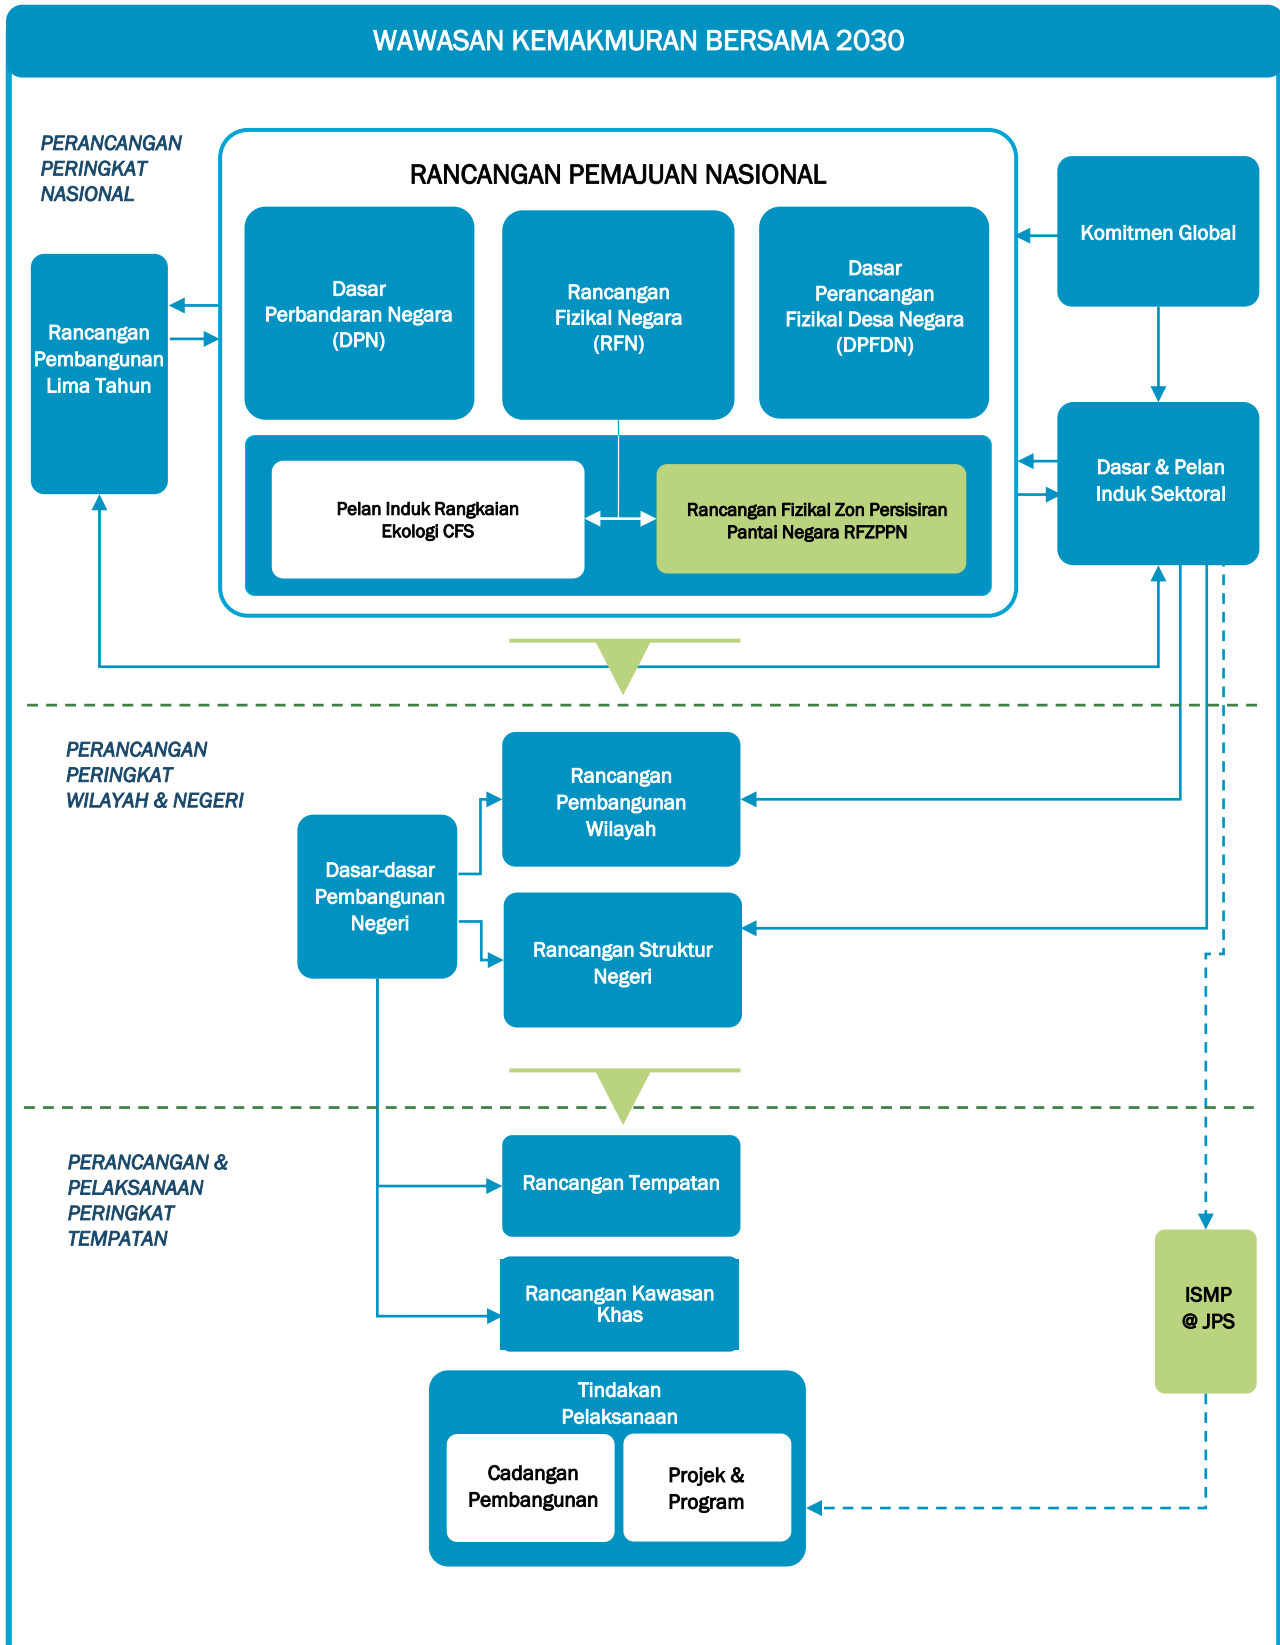 WAWASAN KEMAKMURAN BERSAMA 2030
PERANCANGAN
PERINGKAT
NASIONAL
RANCANGAN PEMAJUAN NASIONAL
Rancangan
Pembangunan
Lima Tahun
Dasar
Perbandaran Negara
(DPN)
Rancangan
Fizikal Negara
(RFN)
Dasar
Perancangan
Fizikal Desa Negara
(DPFDN)
Komitmen Global
Pelan Induk Rangkaian
Ekologi CFS
Rancangan Fizikal Zon Persisiran
Pantai Negara RFZPPN
Dasar & Pelan
Induk Sektoral
PERANCANGAN
PERINGKAT
WILAYAH & NEGERI
Dasar-dasar
Pembangunan
Negeri
Rancangan
Pembangunan
Wilayah
Rancangan Struktur
Negeri
PERANCANGAN &
PELAKSANAAN
PERINGKAT
TEMPATAN
Rancangan Tempatan
Rancangan Kawasan
Khas
ISMP
@ JPS
Tindakan
Pelaksanaan
Cadangan
Pembangunan
Projek &
Program